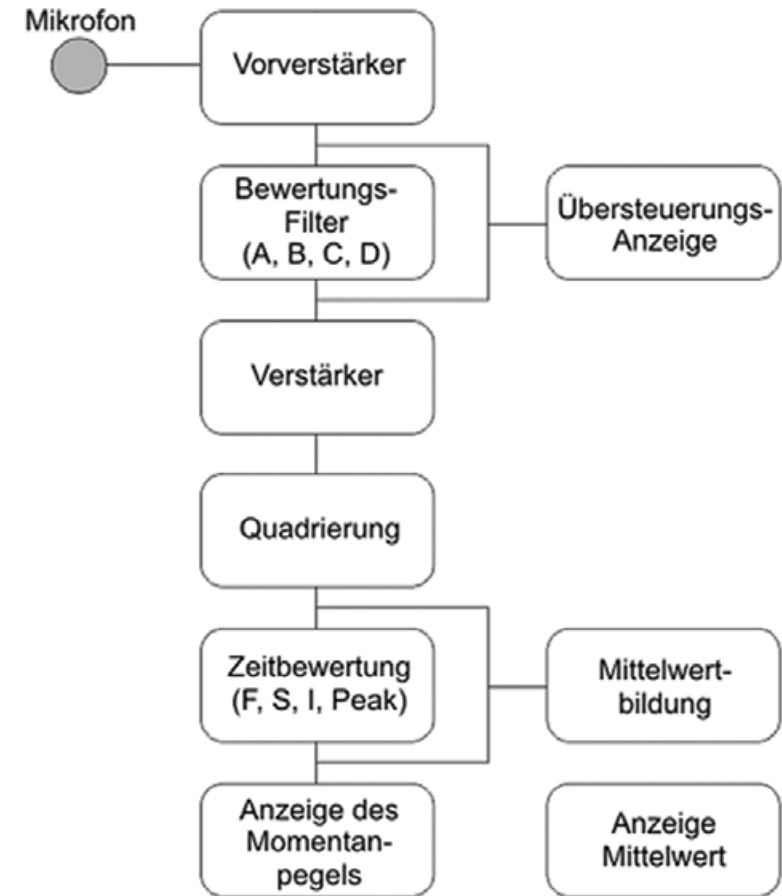 Mikrofon
Vorverstärker
Bewertungs-
Filter
(A, B, C, D)
Übersteuerungs-
Anzeige
Verstärker
Quadrierung
Zeitbewertung
(F, S, I, Peak)
Mittelwert-
bildung
Anzeige des
Momentan-
pegels
Anzeige
Mittelwert